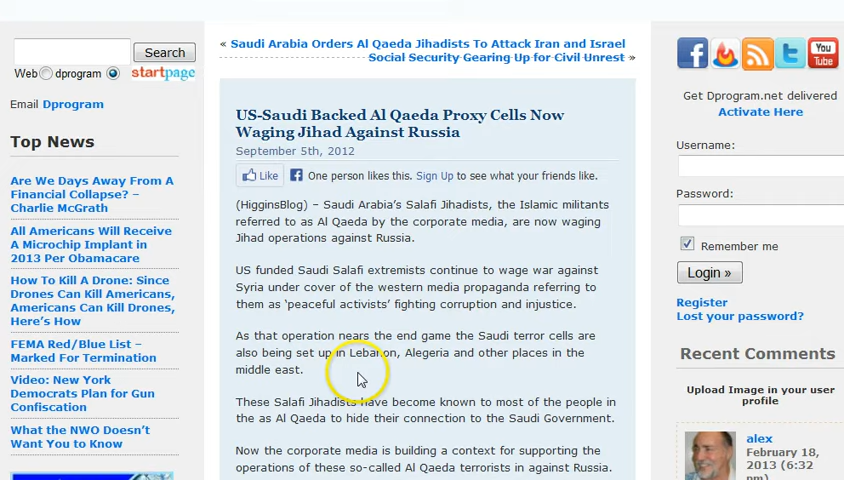 Search
Web dprogram startpage
Email Dprogram
Top News
Are We Days Away From A
Financial Collapse? –
Charlie McGrath
All Americans Will Receive
A Microchip Implant in
2013 Per Obamacare
How To Kill A Drone: Since
Drones Can Kill Americans,
Americans Can Kill Drones,
Here's How
FEMA Red/Blue List –
Marked For Termination
Video: New York
Democrats Plan for Gun
Confiscation
What the NWO Doesn't
Want You to Know
« Saudi Arabia Orders Al Qaeda Jihadists To Attack Iran and Israel
Social Security Gearing Up for Civil Unrest »
US-Saudi Backed Al Qaeda Proxy Cells Now
Waging Jihad Against Russia
September 5th, 2012
Like One person likes this. Sign Up to see what your friends like.
(HigginsBlog) – Saudi Arabia's Salafi Jihadists, the Islamic militants
referred to as Al Qaeda by the corporate media, are now waging
Jihad operations against Russia.
US funded Saudi Salafi extremists continue to wage war against
Syria under cover of the western media propaganda referring to
them as 'peaceful activists' fighting corruption and injustice.
As that operation nears the end game the Saudi terror cells are
also being set up in Lebanon, Alegeria and other places in the
middle east.
These Salafi Jihadists have become known to most of the people in
the as Al Qaeda to hide their connection to the Saudi Government.
Now the corporate media is building a context for supporting the
operations of these so-called Al Qaeda terrorists in against Russia.
You
Tube
Get Dprogram.net delivered
Activate Here
Username:
Password:
Remember me
Login »
Register
Lost your password?
Recent Comments
Upload Image in your user
profile
alex
February 18,
2013 (6:32
pm)